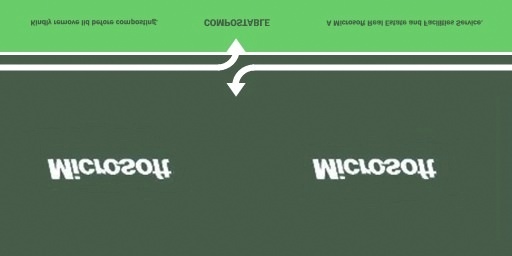 Kindly remove lid before composting.
COMPOSTABLE
A Microsoft Real Estate and Facilities Service.
Microsoft
Microsoft